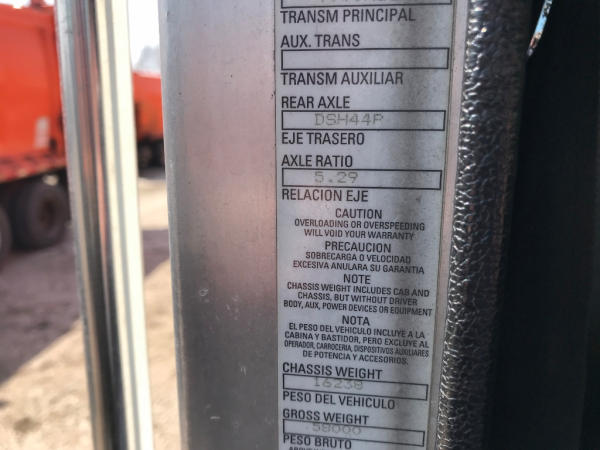 TRANSM PRINCIPAL
AUX. TRANS
TRANSM AUXILIAR
REAR AXLE
DSH44P
EJE TRASERO
AXLE RATIO
5.29
RELACION EJE
CAUTION
OVERLOADING OR OVERSPEEDING
WILL VOID YOUR WARRANTY
PRECAUCION
SOBRECARGA O VELOCIDAD
EXCESIVA ANULARA SU GARANTIA
NOTE
CHASSIS WEIGHT INCLUDES CAB AND
CHASSIS, BUT WITHOUT DRIVER
BODY, AUX, POWER DEVICES OR EQUIPMENT
NOTA
EL PESO DEL VEHICULO INCLUYE A LA
CABINA Y BASTIDOR, PERO EXCLUYE AL
OPERADOR, CARROCERIA, DISPOSITIVOS AUXILIARES
DE POTENCIA Y ACCESORIOS.
CHASSIS WEIGHT
16238
PESO DEL VEHICULO
GROSS WEIGHT
58000
PESO BRUTO